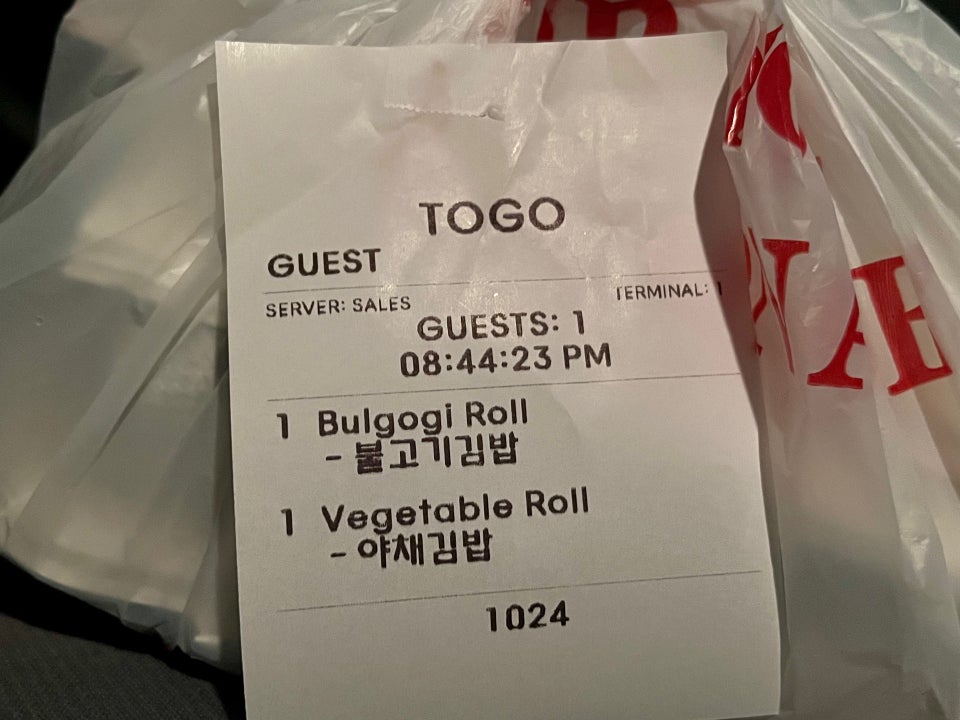 TOGO
GUEST
SERVER: SALES
TERMINAL: 1
GUESTS: 1
08:44:23 PM
1 Bulgogi Roll
- 불고기김밥
1 Vegetable Roll
- 야채김밥
1024